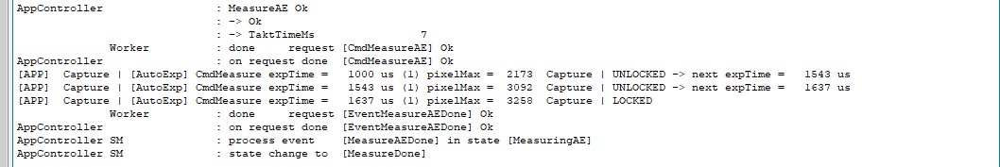 AppController : MeasureAE Ok
: -> Ok
: -> TaktTimeMs 7
Worker : done request [CmdMeasureAE] Ok
AppController : on request done [CmdMeasureAE] Ok
[APP] Capture | [AutoExp] CmdMeasure expTime = 1000 us (1) pixelMax = 2173 Capture | UNLOCKED -> next expTime = 1543 us
[APP] Capture | [AutoExp] CmdMeasure expTime = 1543 us (1) pixelMax = 3092 Capture | UNLOCKED -> next expTime = 1637 us
[APP] Capture | [AutoExp] CmdMeasure expTime = 1637 us (1) pixelMax = 3258 Capture | LOCKED
Worker : done request [EventMeasureAEDone] Ok
AppController : on request done [EventMeasureAEDone] Ok
AppController SM : process event [MeasureAEDone] in state [MeasuringAE]
AppController SM : state change to [MeasureDone]